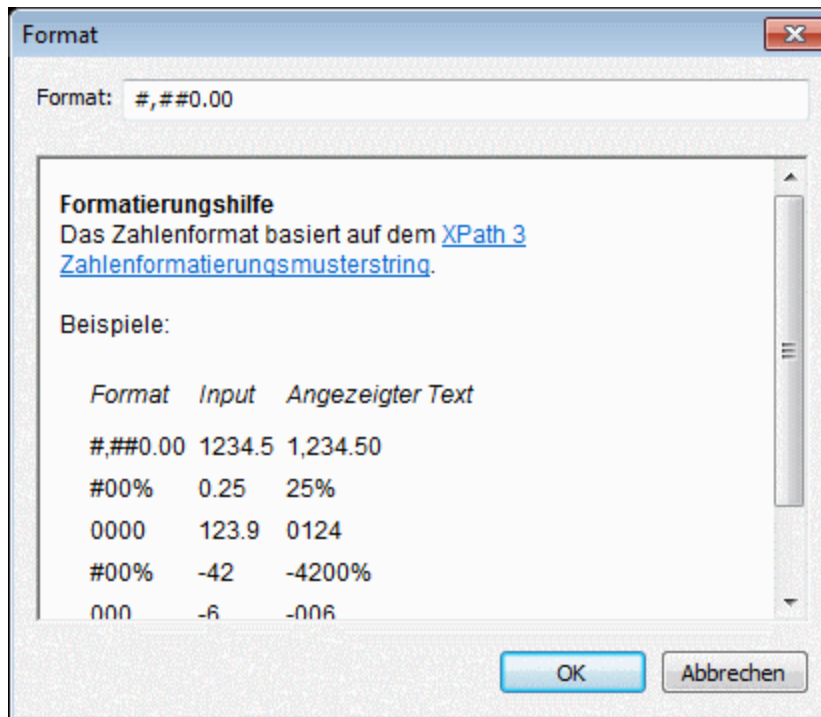 Format
Format: #,##0.00
Formatierungshilfe
Das Zahlenformat basiert auf dem XPath 3
Zahlenformatierungsmusterstring.
Beispiele:
Format Input Angezeigter Text
#,##0.00 1234.5 1,234.50
#00% 0.25 25%
0000 123.9 0124
#00% -42 -4200%
000 -6 -006
OK Abbrechen